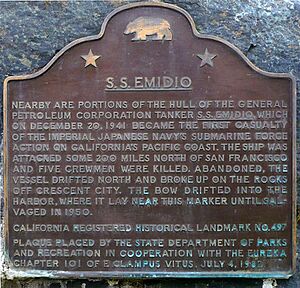 S.S. EMIDIO
NEARBY ARE PORTIONS OF THE HULL OF THE GENERAL
PETROLEUM CORPORATION TANKER S.S. EMIDIO, WHICH
ON DECEMBER 20, 1941 BECAME THE FIRST CASUALTY
OF THE IMPERIAL JAPANESE NAVY'S SUBMARINE FORCE
ACTION ON CALIFORNIA'S PACIFIC COAST. THE SHIP WAS
ATTACKED SOME 200 MILES NORTH OF SAN FRANCISCO
AND FIVE CREWMEN WERE KILLED. ABANDONED, THE
VESSEL DRIFTED NORTH AND BROKE UP ON THE ROCKS
OFF CRESCENT CITY. THE BOW DRIFTED INTO THE
HARBOR, WHERE IT LAY NEAR THIS MARKER UNTIL SAL-
VAGED IN 1950.
CALIFORNIA REGISTERED HISTORICAL LANDMARK NO. 497
PLAQUE PLACED BY THE STATE DEPARTMENT OF PARKS
AND RECREATION IN COOPERATION WITH THE EUREKA
CHAPTER 101 OF E CLAMPUS VITUS, JULY 4,